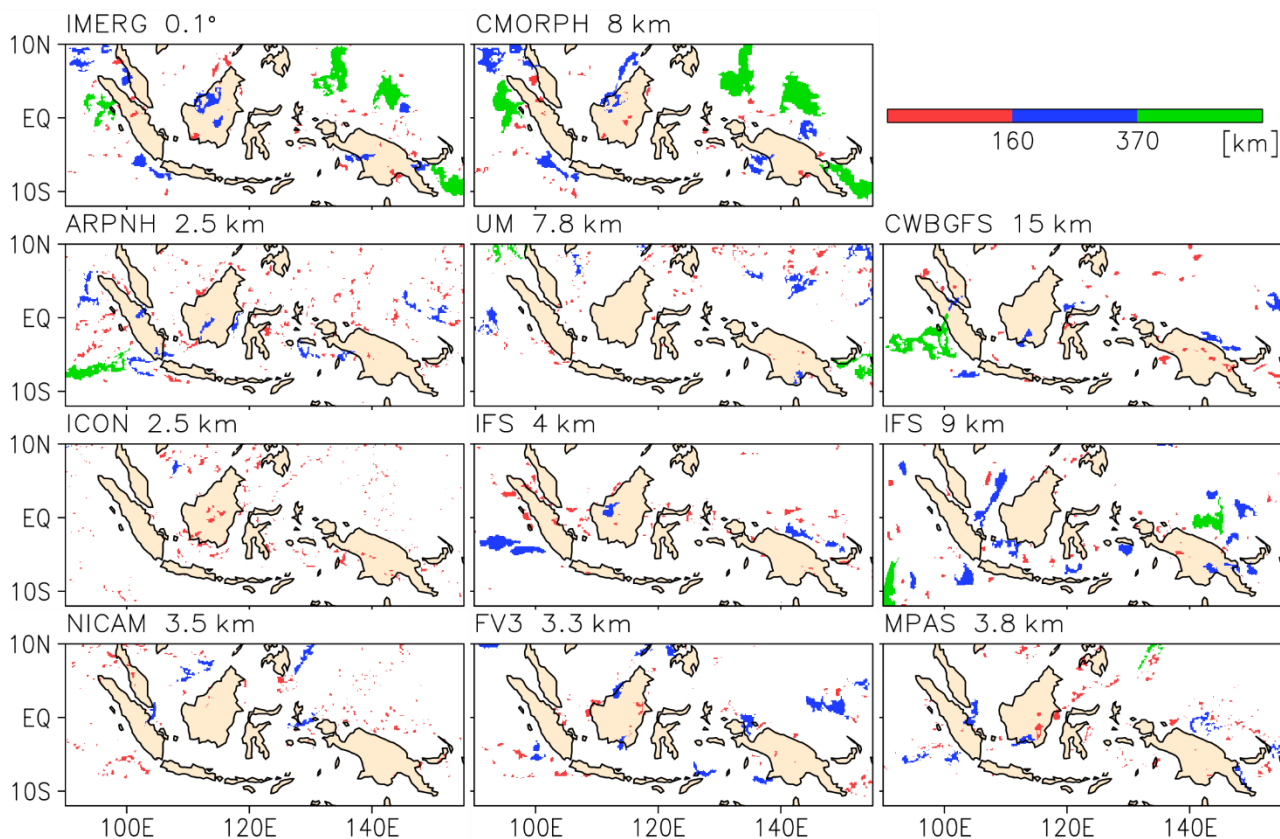 IMERG 0.1°
CMORPH 8 km
10N
EQ
10S
160 370 [km]
ARPNH 2.5 km
UM 7.8 km
CWBGFS 15 km
10N
EQ
10S
ICON 2.5 km
IFS 4 km
IFS 9 km
10N
EQ
10S
NICAM 3.5 km
FV3 3.3 km
MPAS 3.8 km
10N
EQ
10S
100E 120E 140E 100E 120E 140E 100E 120E 140E